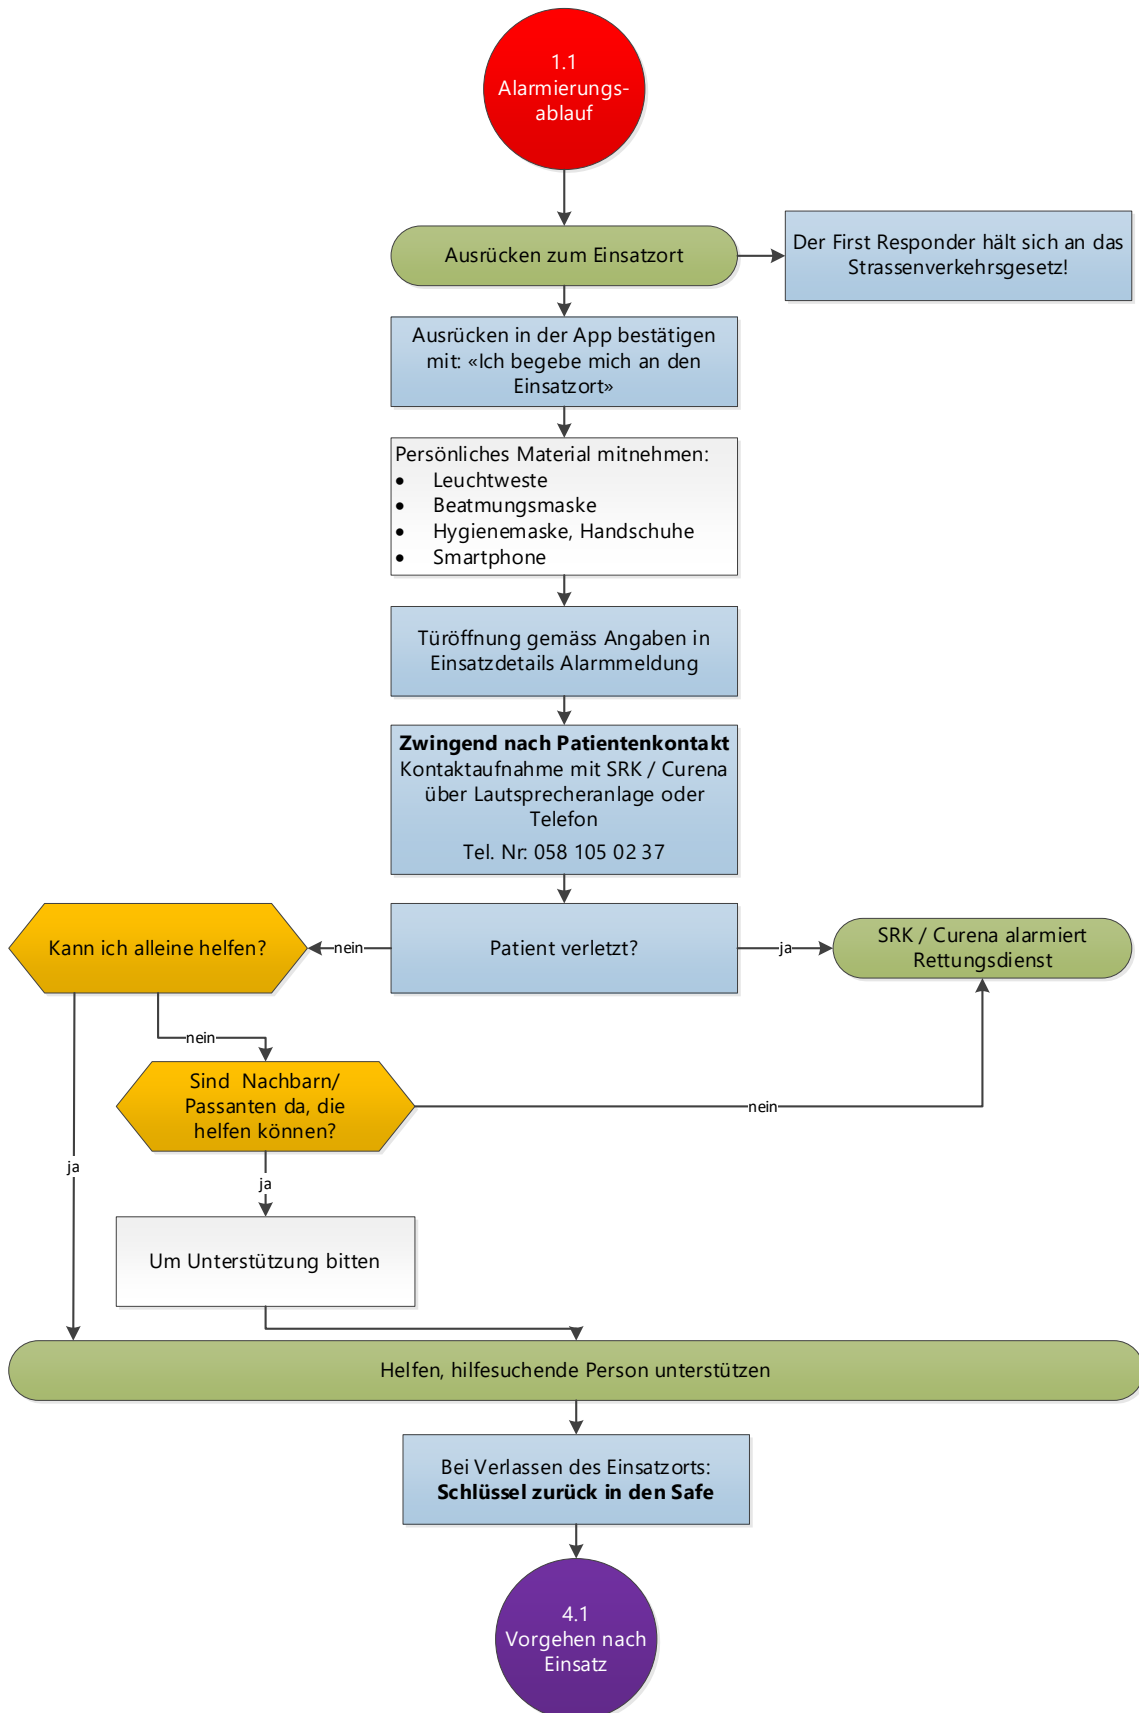 1.1
Alarmierungs-
ablauf
Ausrücken zum Einsatzort
Der First Responder hält sich an das
Strassenverkehrsgesetz!
Ausrücken in der App bestätigen
mit: «Ich begebe mich an den
Einsatzort»
Persönliches Material mitnehmen:
• Leuchtweste
• Beatmungsmaske
• Hygienemaske, Handschuhe
• Smartphone
Türöffnung gemäss Angaben in
Einsatzdetails Alarmmeldung
Zwingend nach Patientenkontakt
Kontaktaufnahme mit SRK / Curena
über Lautsprecheranlage oder
Telefon
Tel. Nr: 058 105 02 37
Kann ich alleine helfen?
nein
Patient verletzt?
ja
SRK / Curena alarmiert
Rettungsdienst
nein
Sind Nachbarn/
Passanten da, die
helfen können?
nein
ja
ja
Um Unterstützung bitten
Helfen, hilfesuchende Person unterstützen
Bei Verlassen des Einsatzorts:
Schlüssel zurück in den Safe
4.1
Vorgehen nach
Einsatz